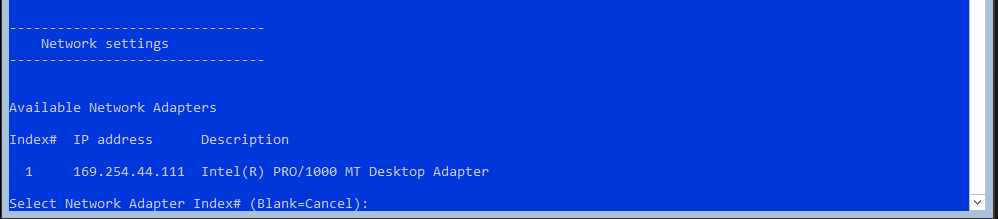 --------------------------------
    Network settings
--------------------------------
Available Network Adapters
Index#  IP address      Description
  1     169.254.44.111  Intel(R) PRO/1000 MT Desktop Adapter
Select Network Adapter Index# (Blank=Cancel):